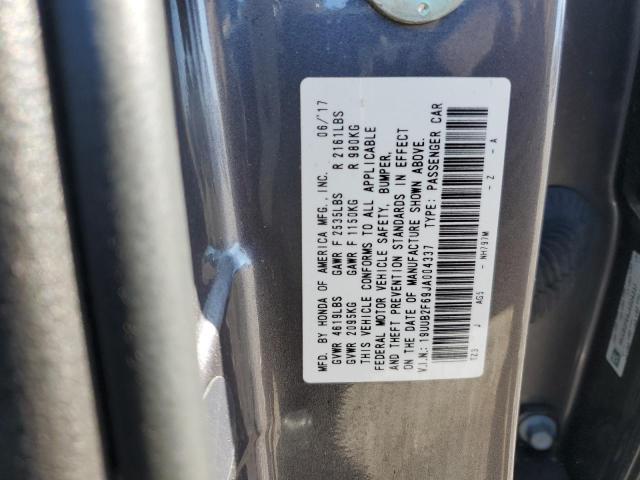 MFD. BY HONDA OF AMERICA MFG., INC. 06/17
GVWR 4619LBS GAWR F 2535LBS R 2161LBS
GVWR 2095KG GAWR F 1150KG R 980KG
THIS VEHICLE CONFORMS TO ALL APPLICABLE
FEDERAL MOTOR VEHICLE SAFETY, BUMPER,
AND THEFT PREVENTION STANDARDS IN EFFECT
ON THE DATE OF MANUFACTURE SHOWN ABOVE.
V.I.N.: 19UUB2F69JA004337 TYPE: PASSENGER CAR
TZ3 J AG5 - NH797M - Z - A